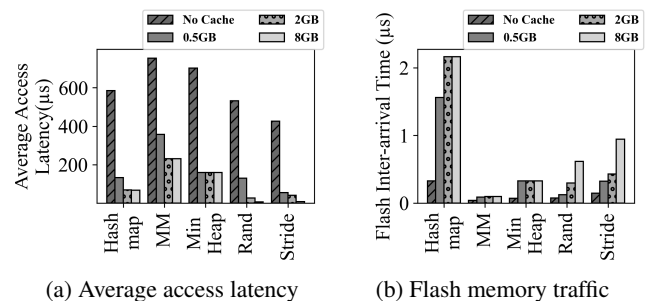 No Cache
2GB
0.5GB
8GB
Average Access
Latency(μs)
600
400
200
Hash
map
MM
Min
Heap
Rand
Stride
(a) Average access latency
No Cache
2GB
0.5GB
8GB
Flash Inter-arrival Time (μs)
2
1
0
Hash
map
MM
Min
Heap
Rand
Stride
(b) Flash memory traffic